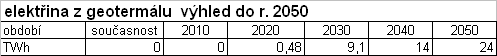 elektřina z geotermálu výhled do r. 2050
období současnost 2010 2020 2030 2040 2050
TWh 0 0 0,48 9,1 14 24